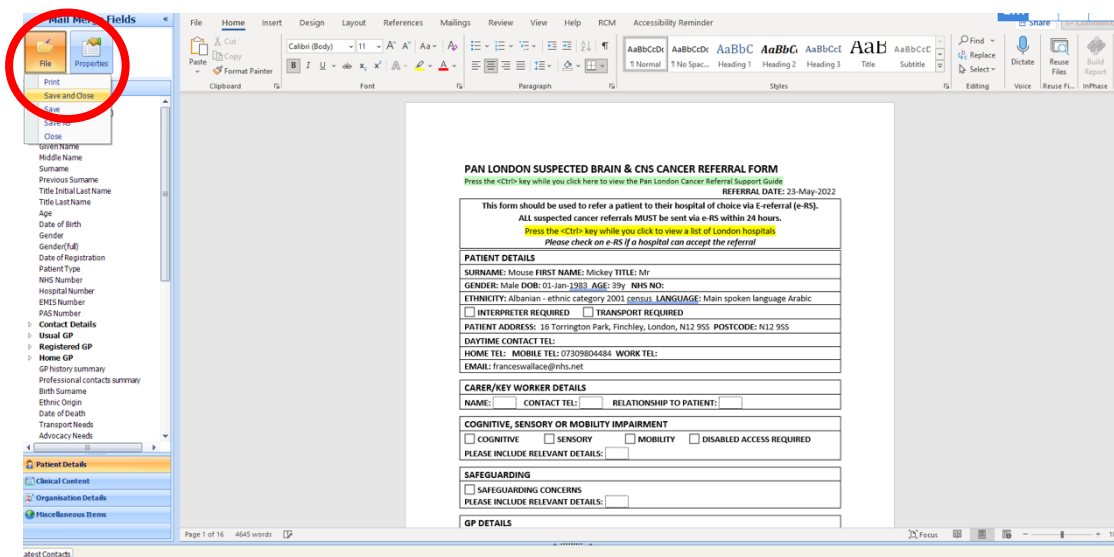 Mail Merge Fields «
File Properties
Print
Save and Close
Save
Save As
Close
Given Name
Middle Name
Surname
Previous Surname
Title Initial Last Name
Title Last Name
Age
Date of Birth
Gender
Gender(full)
Date of Registration
Patient Type
NHS Number
Hospital Number
EMIS Number
PAS Number
Contact Details
Usual GP
Registered GP
Home GP
GP history summary
Professional contacts summary
Birth Surname
Ethnic Origin
Date of Death
Transport Needs
Advocacy Needs
Patient Details
Clinical Content
Organisation Details
Miscellaneous Items
atest Contacts
File Home Insert Design Layout References Mailings Review View Help RCM Accessibility Reminder
Share Comments
Paste Cut Copy Format Painter
Calibri (Body) 11
AaBbCcDc AaBbCcDc AaBbC AaBbCc AaBbCcE AaB AaBbCcC
¶ Normal ¶ No Spac... Heading 1 Heading 2 Heading 3 Title Subtitle
Find Replace Select
Dictate Reuse Files Build Report
Clipboard Font Paragraph Styles Editing Voice Reuse Fi... InPhase
PAN LONDON SUSPECTED BRAIN & CNS CANCER REFERRAL FORM
Press the <Ctrl> key while you click here to view the Pan London Cancer Referral Support Guide
REFERRAL DATE: 23-May-2022
This form should be used to refer a patient to their hospital of choice via E-referral (e-RS).
ALL suspected cancer referrals MUST be sent via e-RS within 24 hours.
Press the <Ctrl> key while you click to view a list of London hospitals
Please check on e-RS if a hospital can accept the referral
PATIENT DETAILS
SURNAME: Mouse FIRST NAME: Mickey TITLE: Mr
GENDER: Male DOB: 01-Jan-1983 AGE: 39y NHS NO:
ETHNICITY: Albanian - ethnic category 2001 census LANGUAGE: Main spoken language Arabic
INTERPRETER REQUIRED TRANSPORT REQUIRED
PATIENT ADDRESS: 16 Torrington Park, Finchley, London, N12 9SS POSTCODE: N12 9SS
DAYTIME CONTACT TEL:
HOME TEL: MOBILE TEL: 07309804484 WORK TEL:
EMAIL: franceswallace@nhs.net
CARER/KEY WORKER DETAILS
NAME: CONTACT TEL: RELATIONSHIP TO PATIENT:
COGNITIVE, SENSORY OR MOBILITY IMPAIRMENT
COGNITIVE SENSORY MOBILITY DISABLED ACCESS REQUIRED
PLEASE INCLUDE RELEVANT DETAILS:
SAFEGUARDING
SAFEGUARDING CONCERNS
PLEASE INCLUDE RELEVANT DETAILS:
GP DETAILS
Page 1 of 16 4645 words
Focus